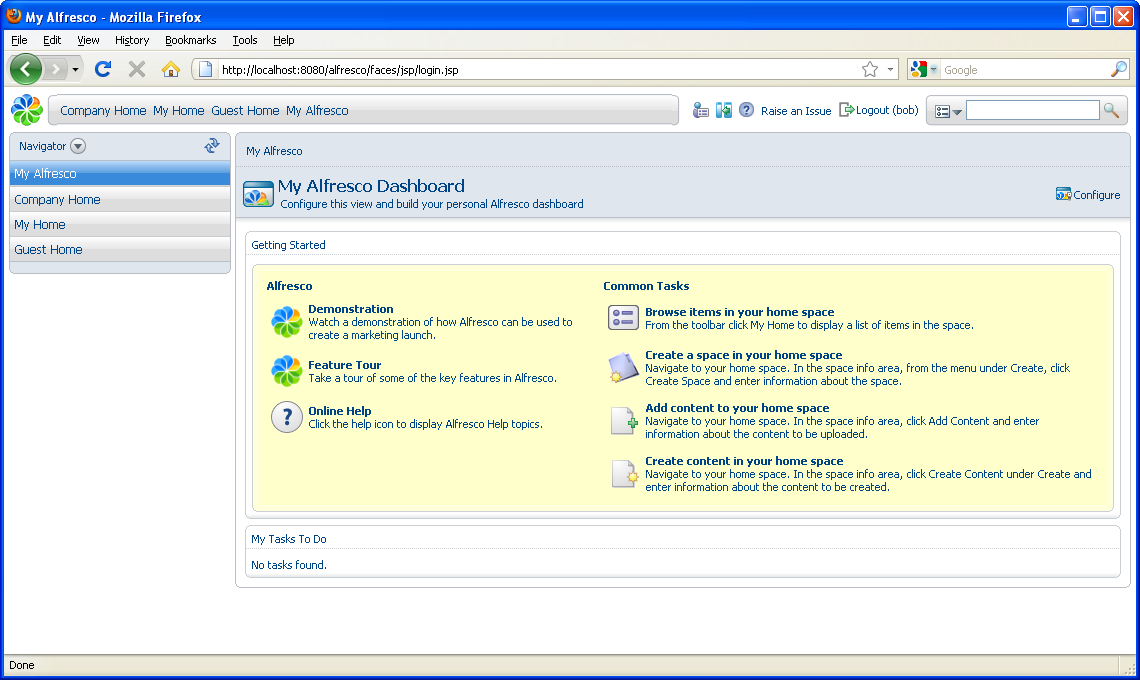 My Alfresco - Mozilla Firefox
File Edit View History Bookmarks Tools Help
http://localhost:8080/alfresco/faces/jsp/login.jsp
Google
Company Home My Home Guest Home My Alfresco
Raise an Issue
Logout (bob)
Navigator
My Alfresco
Company Home
My Home
Guest Home
My Alfresco
My Alfresco Dashboard
Configure this view and build your personal Alfresco dashboard
Configure
Getting Started
Alfresco
Demonstration
Watch a demonstration of how Alfresco can be used to
create a marketing launch.
Feature Tour
Take a tour of some of the key features in Alfresco.
?
Online Help
Click the help icon to display Alfresco Help topics.
Common Tasks
Browse items in your home space
From the toolbar click My Home to display a list of items in the space.
Create a space in your home space
Navigate to your home space. In the space info area, from the menu under Create, click
Create Space and enter information about the space.
Add content to your home space
Navigate to your home space. In the space info area, click Add Content and enter
information about the content to be uploaded.
Create content in your home space
Navigate to your home space. In the space info area, click Create Content under Create and
enter information about the content to be created.
My Tasks To Do
No tasks found.
Done